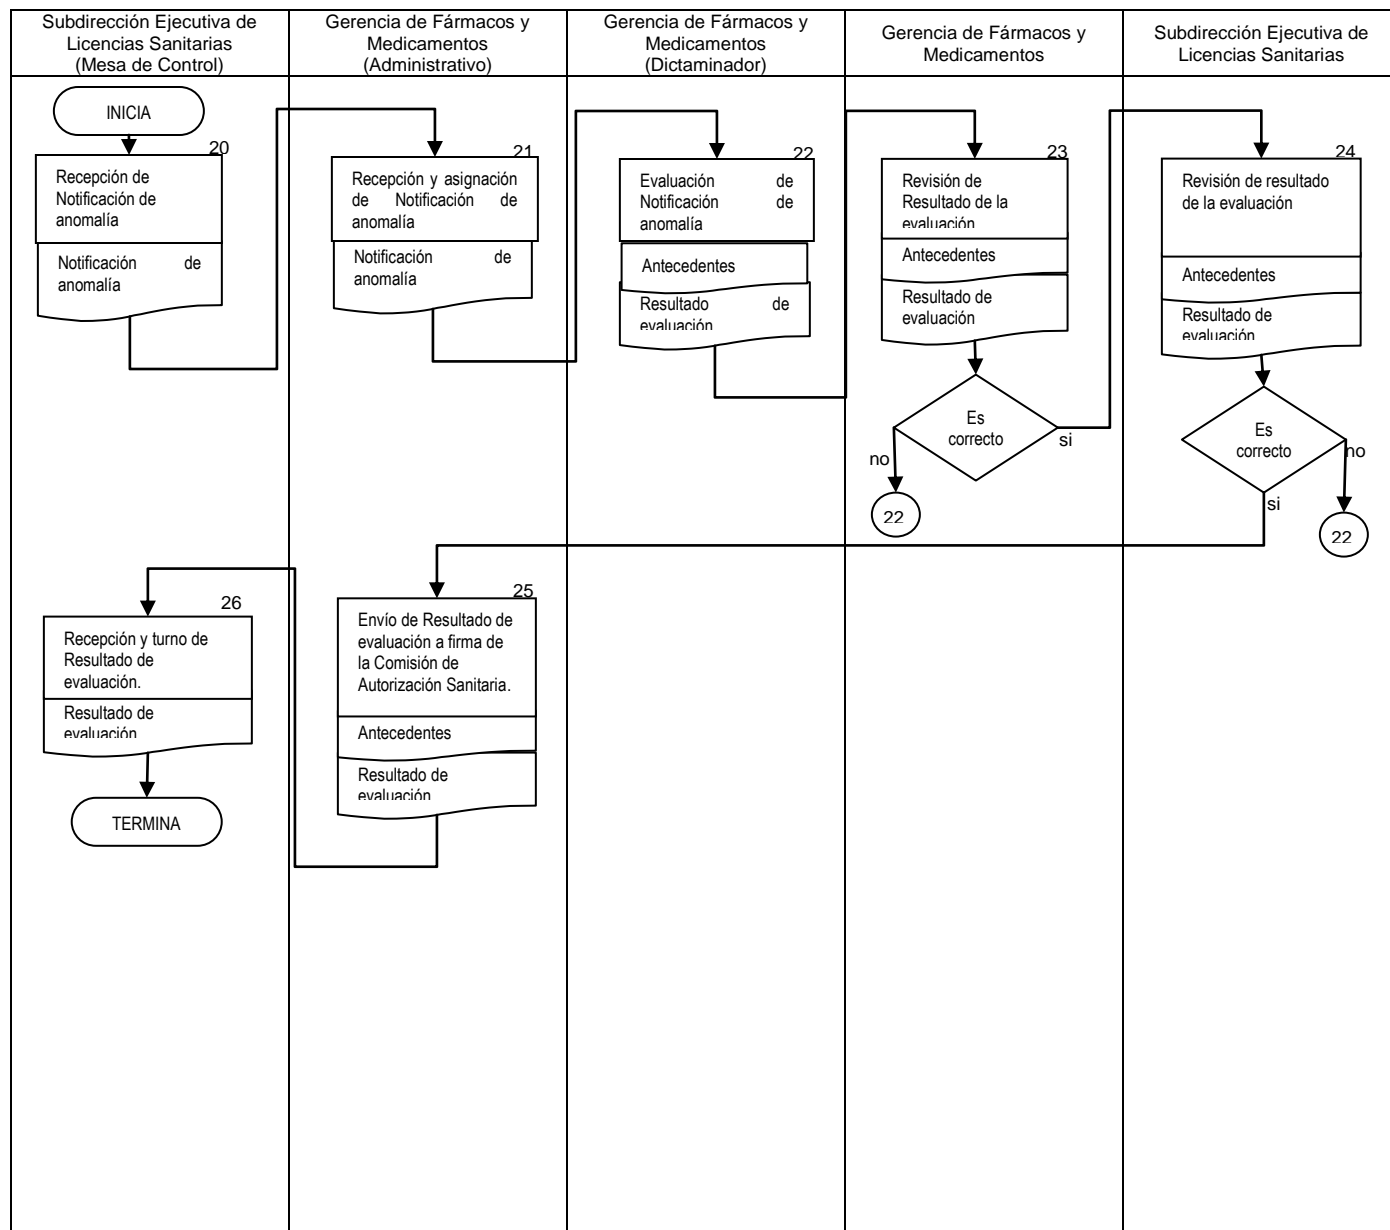 Subdirección Ejecutiva de
Licencias Sanitarias
(Mesa de Control)
Gerencia de Fármacos y
Medicamentos
(Administrativo)
Gerencia de Fármacos y
Medicamentos
(Dictaminador)
Gerencia de Fármacos y
Medicamentos
Subdirección Ejecutiva de
Licencias Sanitarias
INICIA
20
Recepción de
Notificación de
anomalía
Notificación de
anomalía
21
Recepción y asignación
de Notificación de
anomalía
Notificación de
anomalía
22
Evaluación de
Notificación de
anomalía
Antecedentes
Resultado de
evaluación
23
Revisión de
Resultado de la
evaluación
Antecedentes
Resultado de
evaluación
Es
correcto
si
no
22
24
Revisión de resultado
de la evaluación
Antecedentes
Resultado de
evaluación
Es
correcto
no
si
22
25
Envío de Resultado de
evaluación a firma de
la Comisión de
Autorización Sanitaria.
Antecedentes
Resultado de
evaluación
26
Recepción y turno de
Resultado de
evaluación.
Resultado de
evaluación
TERMINA